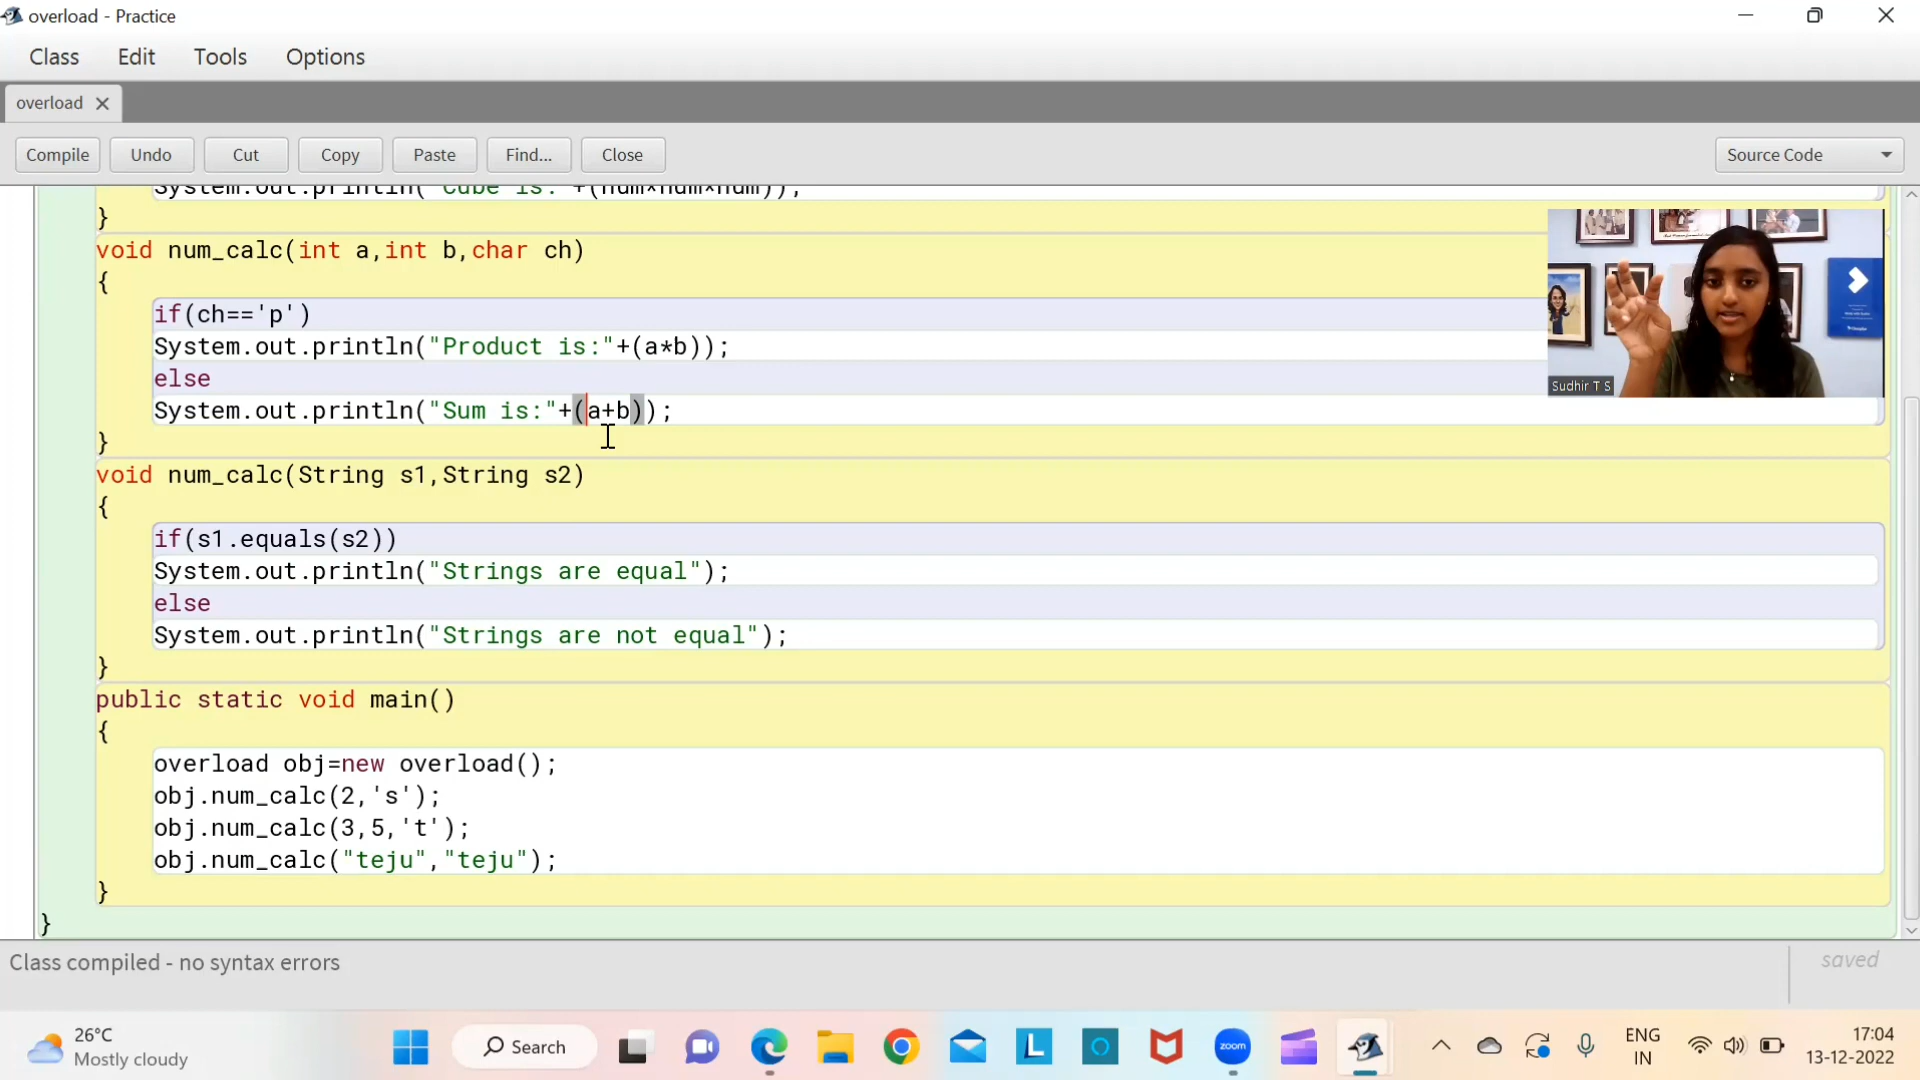 overload - Practice
Class Edit Tools Options
overload
Compile Undo Cut Copy Paste Find... Close Source Code
System.out.println("Cube is:"+(num*num*num));
}
void num_calc(int a,int b,char ch)
{
if(ch=='p')
System.out.println("Product is:"+(a*b));
else
System.out.println("Sum is:"+(a+b));
}
void num_calc(String s1,String s2)
{
if(s1.equals(s2))
System.out.println("Strings are equal");
else
System.out.println("Strings are not equal");
}
public static void main()
{
overload obj=new overload();
obj.num_calc(2,'s');
obj.num_calc(3,5,'t');
obj.num_calc("teju","teju");
}
}
Sudhir T S
Class compiled - no syntax errors
saved
26°C
Mostly cloudy
Search
L
zoom
ENG
IN
17:04
13-12-2022